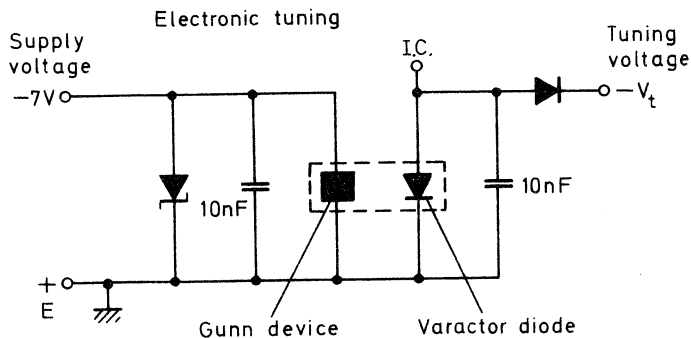 Electronic tuning
Supply
voltage
−7V
I.C.
Tuning
voltage
−Vt
10nF
10nF
+
E
Gunn device
Varactor diode